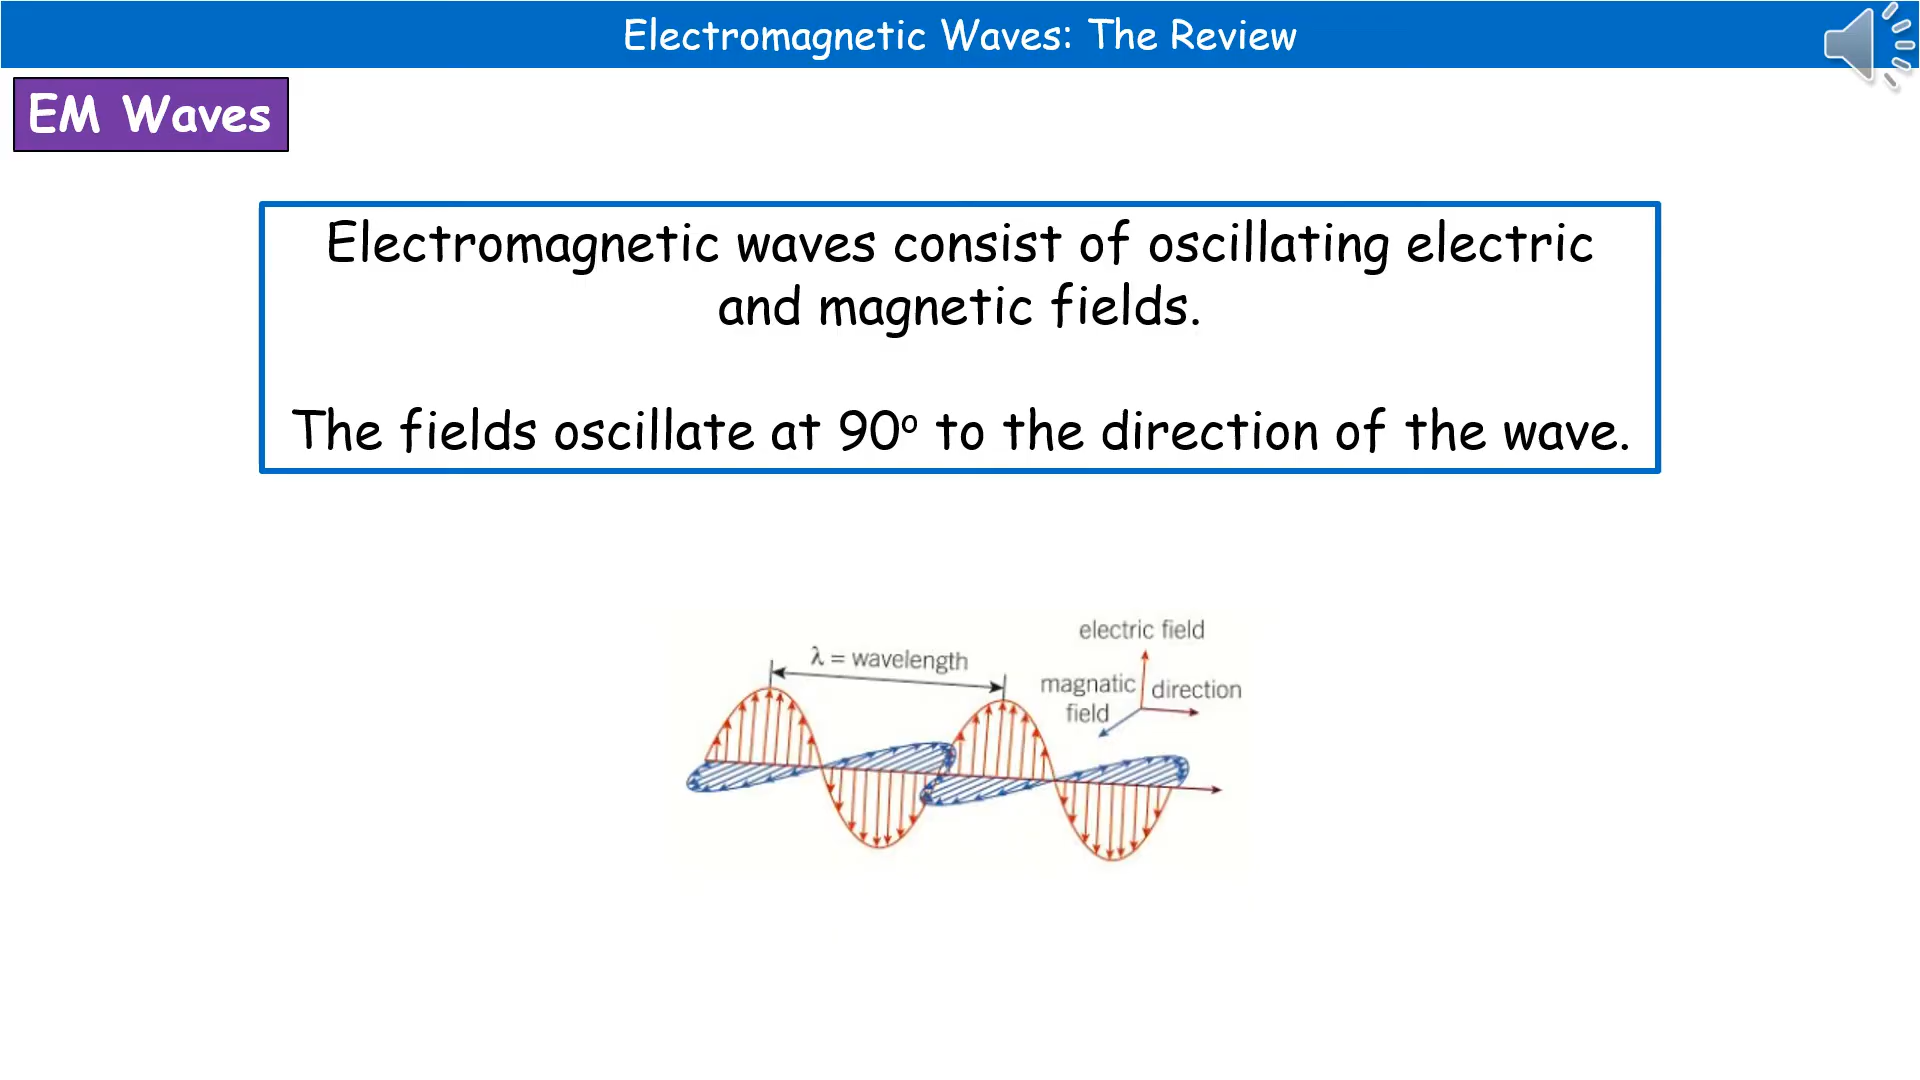 Electromagnetic Waves: The Review
EM Waves
Electromagnetic waves consist of oscillating electric
and magnetic fields.
The fields oscillate at 90° to the direction of the wave.
electric field
λ = wavelength
magnatic
field
direction